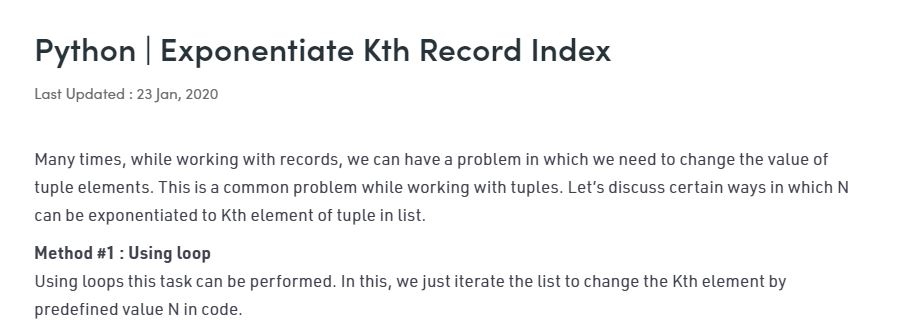 Python | Exponentiate Kth Record Index
Last Updated : 23 Jan, 2020
Many times, while working with records, we can have a problem in which we need to change the value of
tuple elements. This is a common problem while working with tuples. Let’s discuss certain ways in which N
can be exponentiated to Kth element of tuple in list.
Method #1 : Using loop
Using loops this task can be performed. In this, we just iterate the list to change the Kth element by
predefined value N in code.